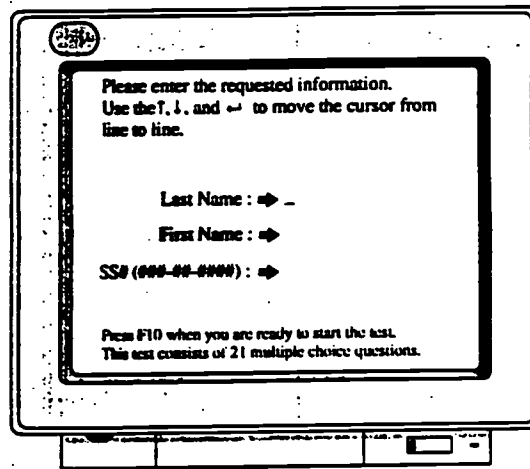 Please enter the requested information.
Use the ↑, ↓, and ↵ to move the cursor from
line to line.
Last Name : ➡ _
First Name : ➡
SS# (###-##-####) : ➡
Press F10 when you are ready to start the test.
This test consists of 21 multiple choice questions.